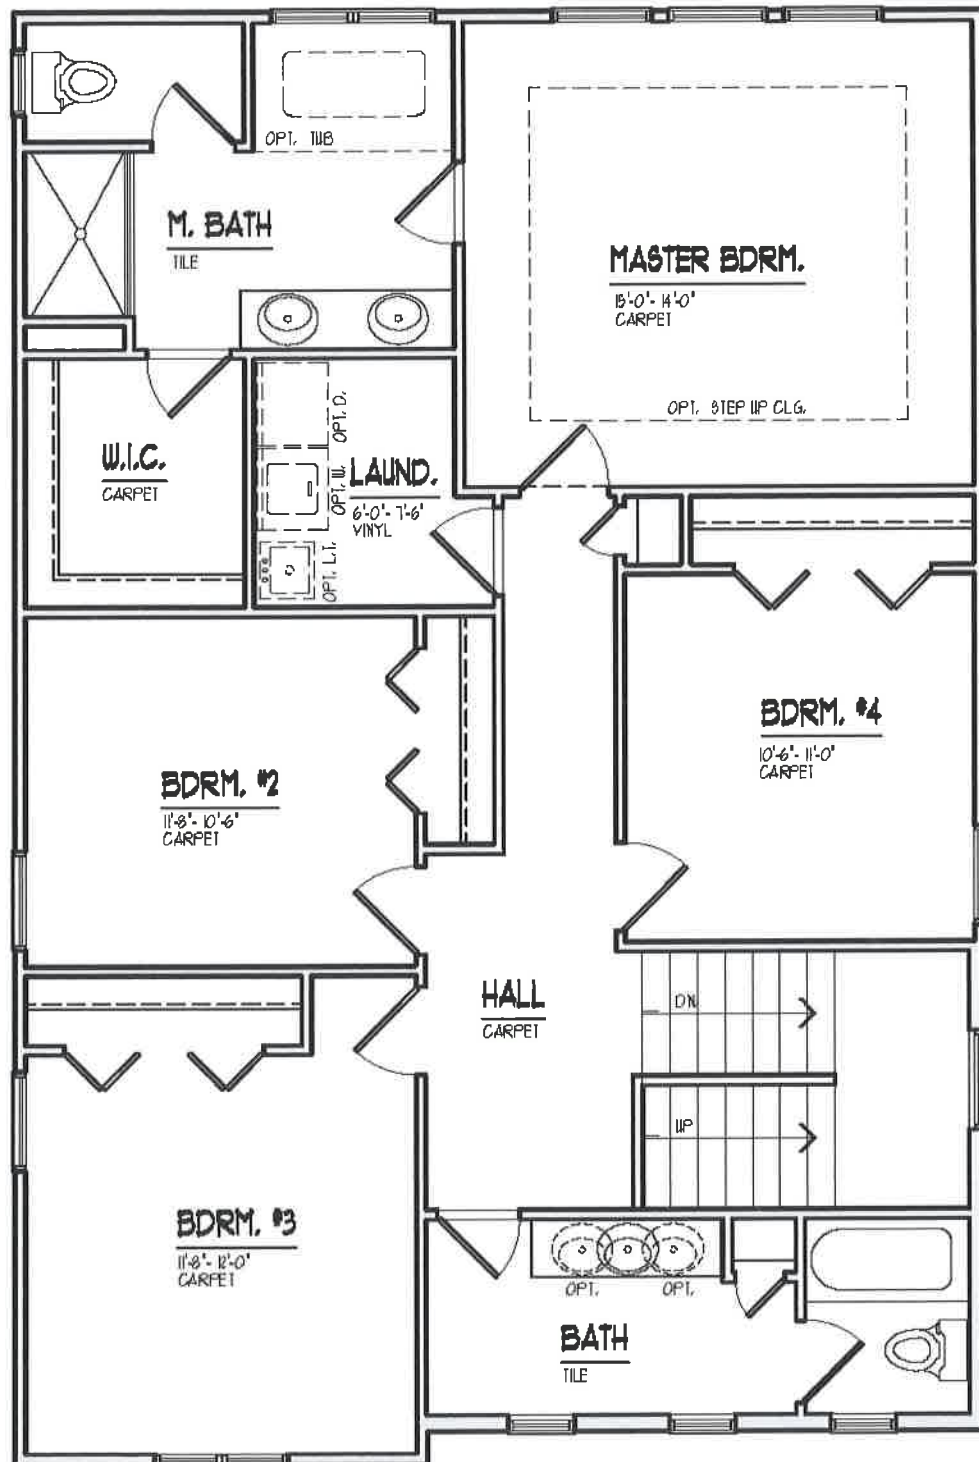 OPT. TUB
M. BATH
TILE
MASTER BDRM.
15'-0"- 14'-0"
CARPET
OPT. STEP UP CLG.
W.I.C.
CARPET
OPT. D.
OPT. W.
OPT. L.T.
LAUND.
6'-0"- 7'-6"
VINYL
BDRM. #4
10'-6"- 11'-0"
CARPET
BDRM. #2
11'-8"- 10'-6"
CARPET
HALL
CARPET
DN
UP
BDRM. #3
11'-8"- 12'-0"
CARPET
OPT.
OPT.
BATH
TILE